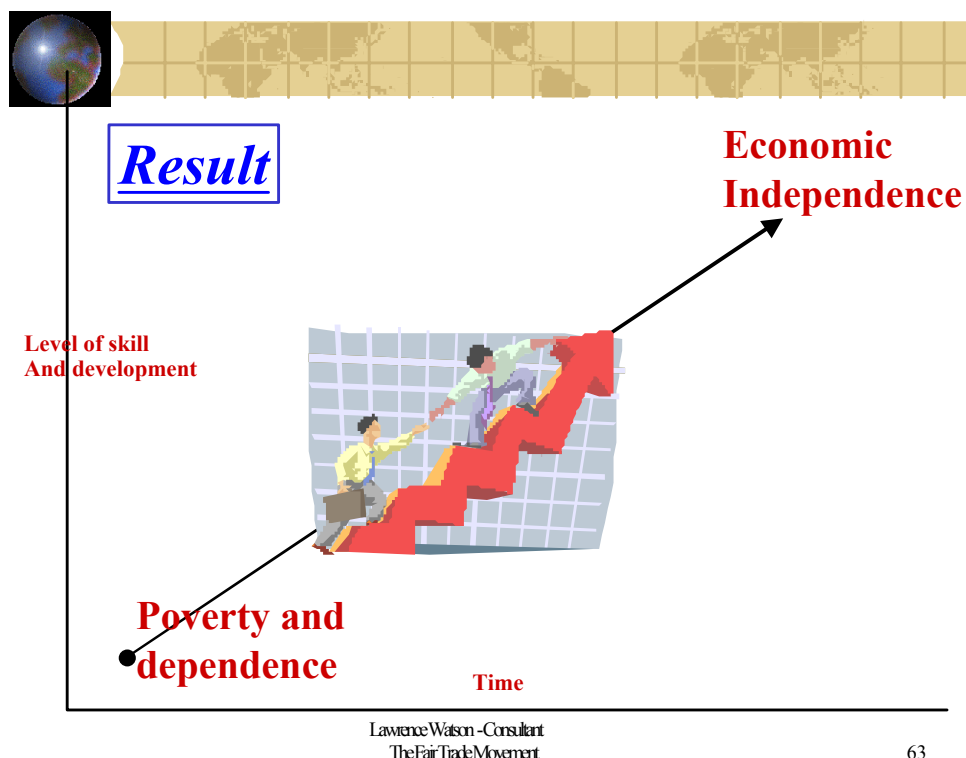 Result
Economic
Independence
Level of skill
And development
Poverty and
dependence
Time
Lawrence Watson - Consultant
The Fair Trade Movement
63